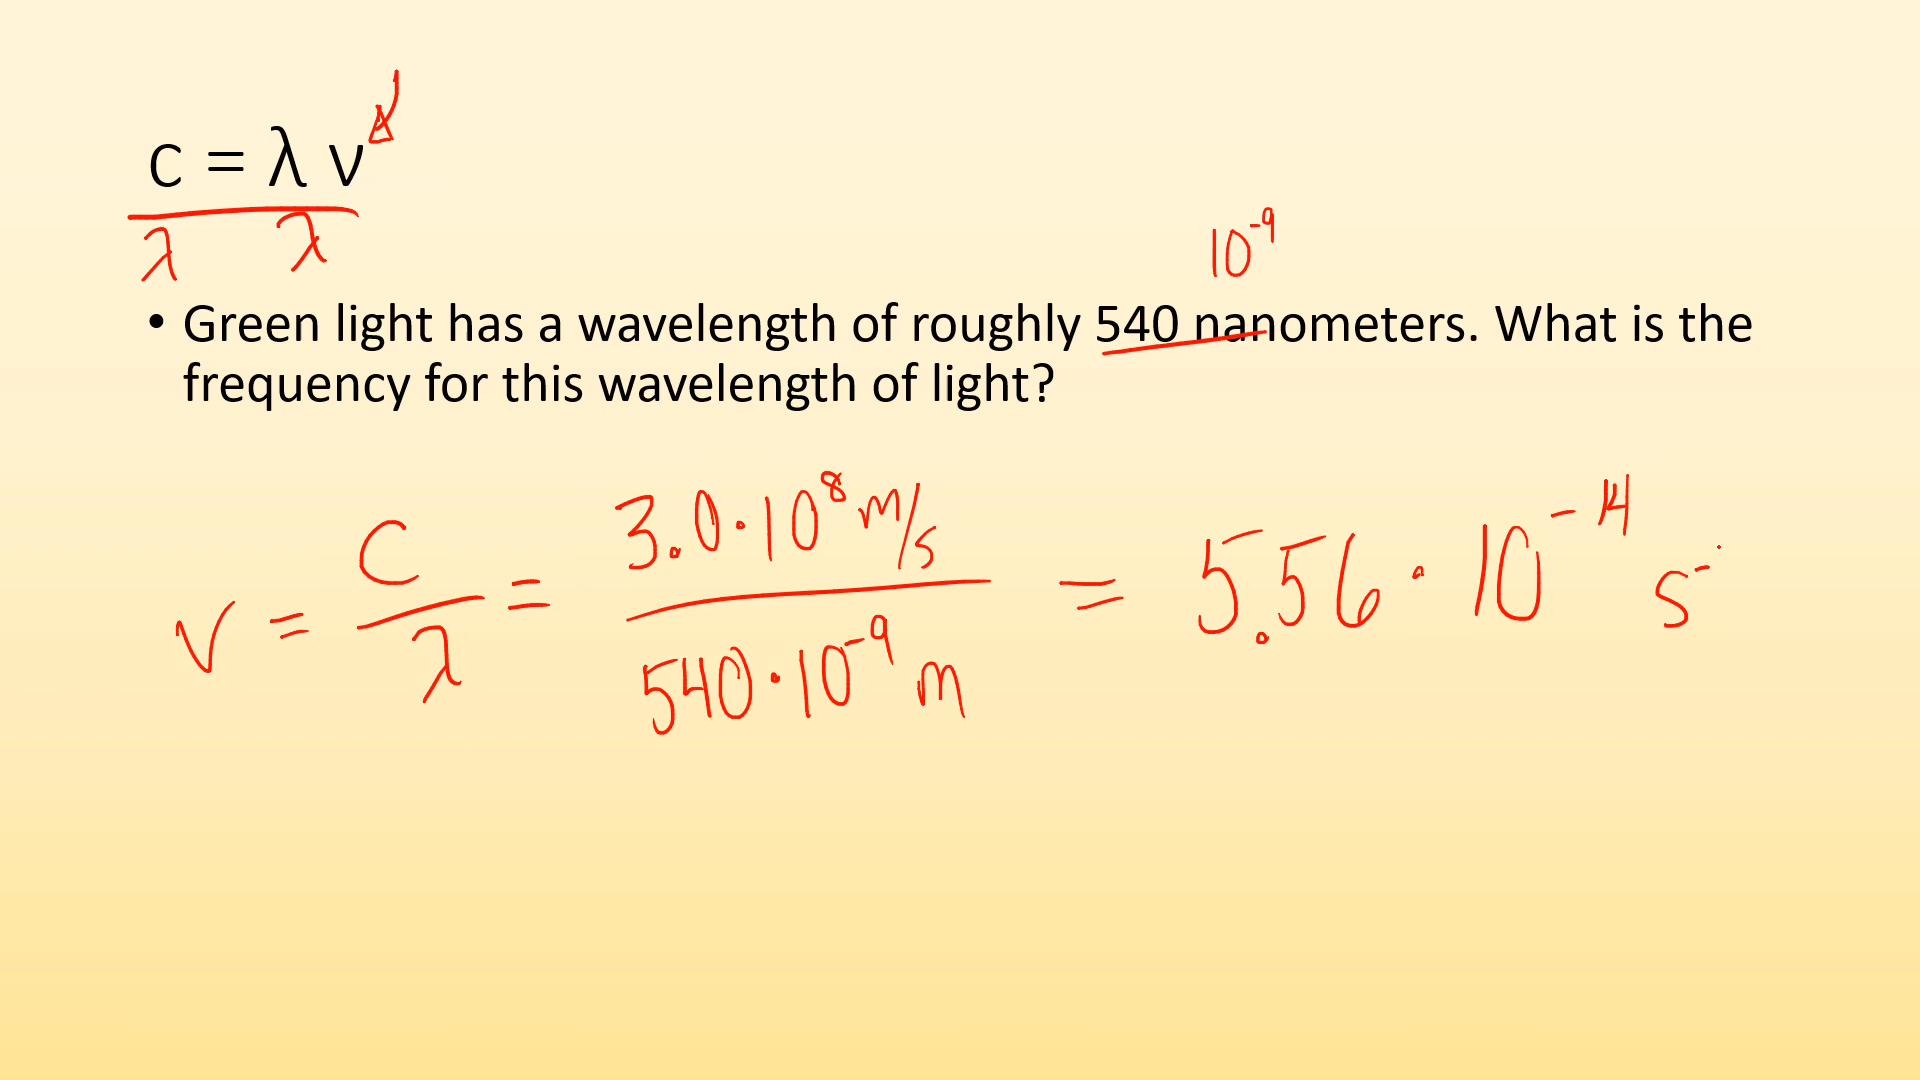 c = λ ν
λ λ
10⁻⁹
• Green light has a wavelength of roughly 540 nanometers. What is the
frequency for this wavelength of light?
ν = C/λ = 3.0·10⁸ m/s / 540·10⁻⁹ m = 5.56·10⁻¹⁴ s⁻